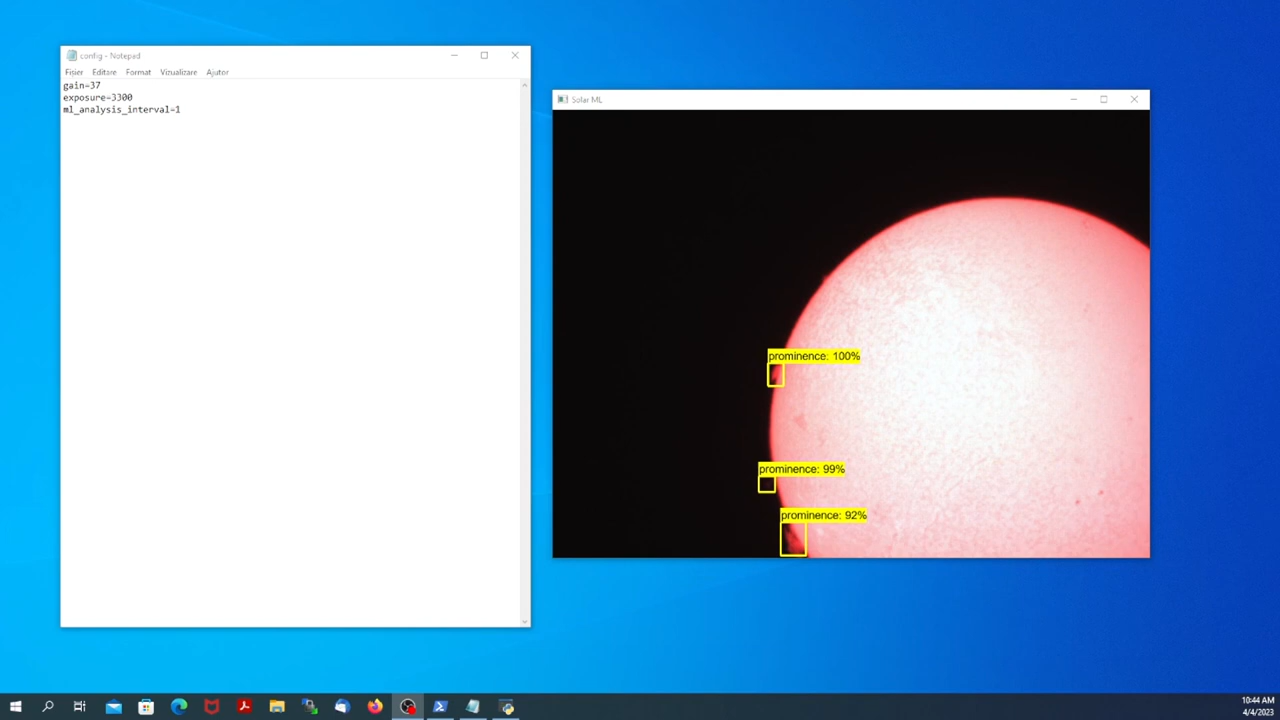 config - Notepad
Fișier Editare Format Vizualizare Ajutor
gain=37
exposure=3300
ml_analysis_interval=1
Solar ML
prominence: 100%
prominence: 99%
prominence: 92%
10:44 AM
4/4/2023